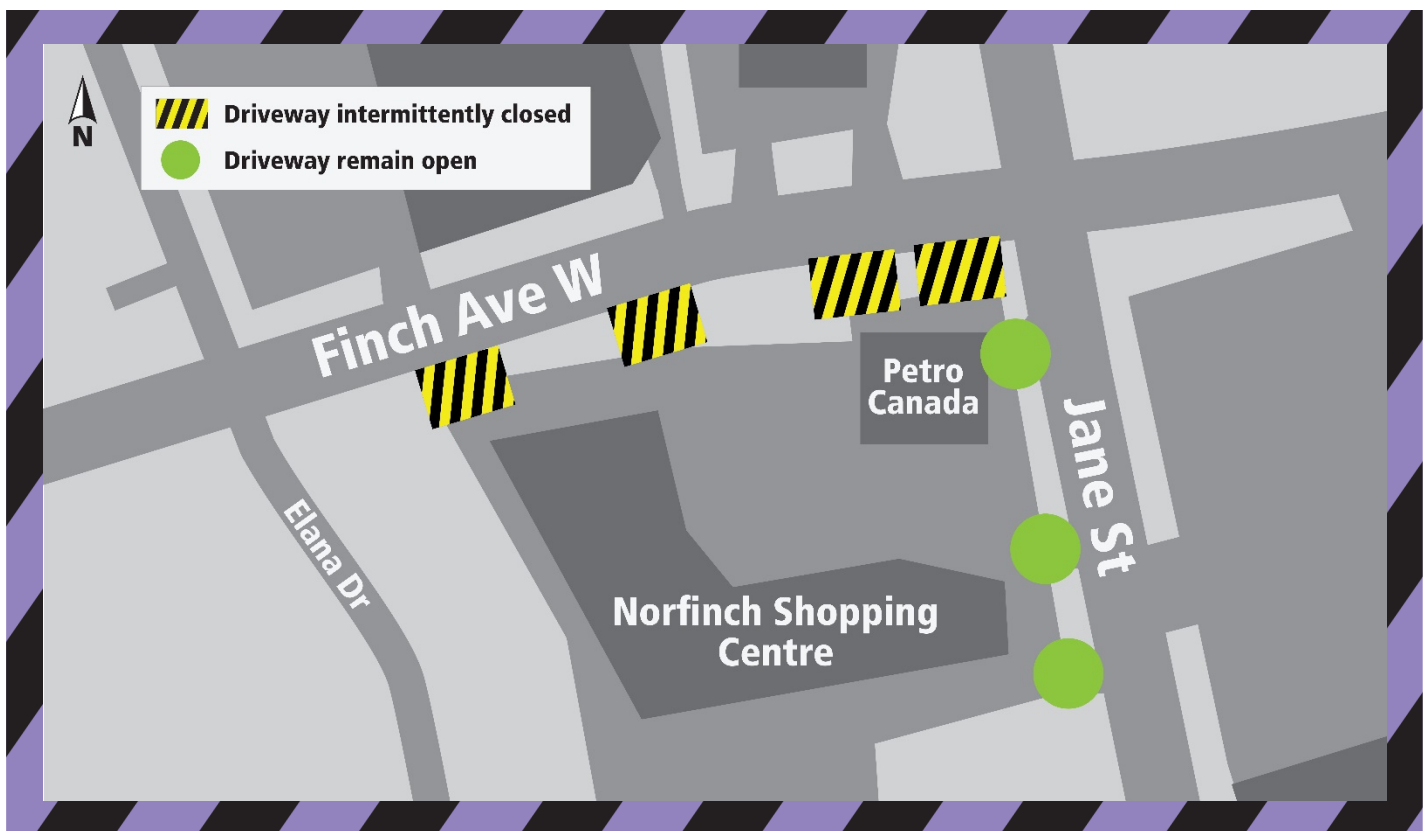 N
Driveway intermittently closed
Driveway remain open
Finch Ave W
Petro
Canada
Jane St
Elana Dr
Norfinch Shopping
Centre